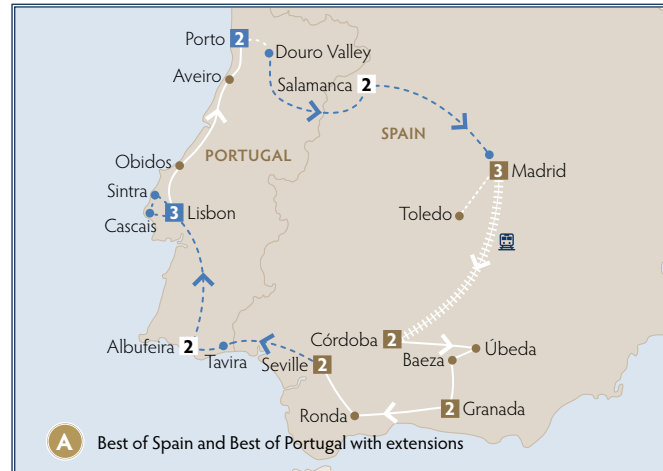 Porto 2
Douro Valley
Salamanca 2
Aveiro
SPAIN
Obidos
PORTUGAL
3 Madrid
Sintra
3 Lisbon
Toledo
Cascais
Córdoba 2
Albufeira 2
Tavira
Seville 2
Baeza
Úbeda
Ronda
2 Granada
A Best of Spain and Best of Portugal with extensions